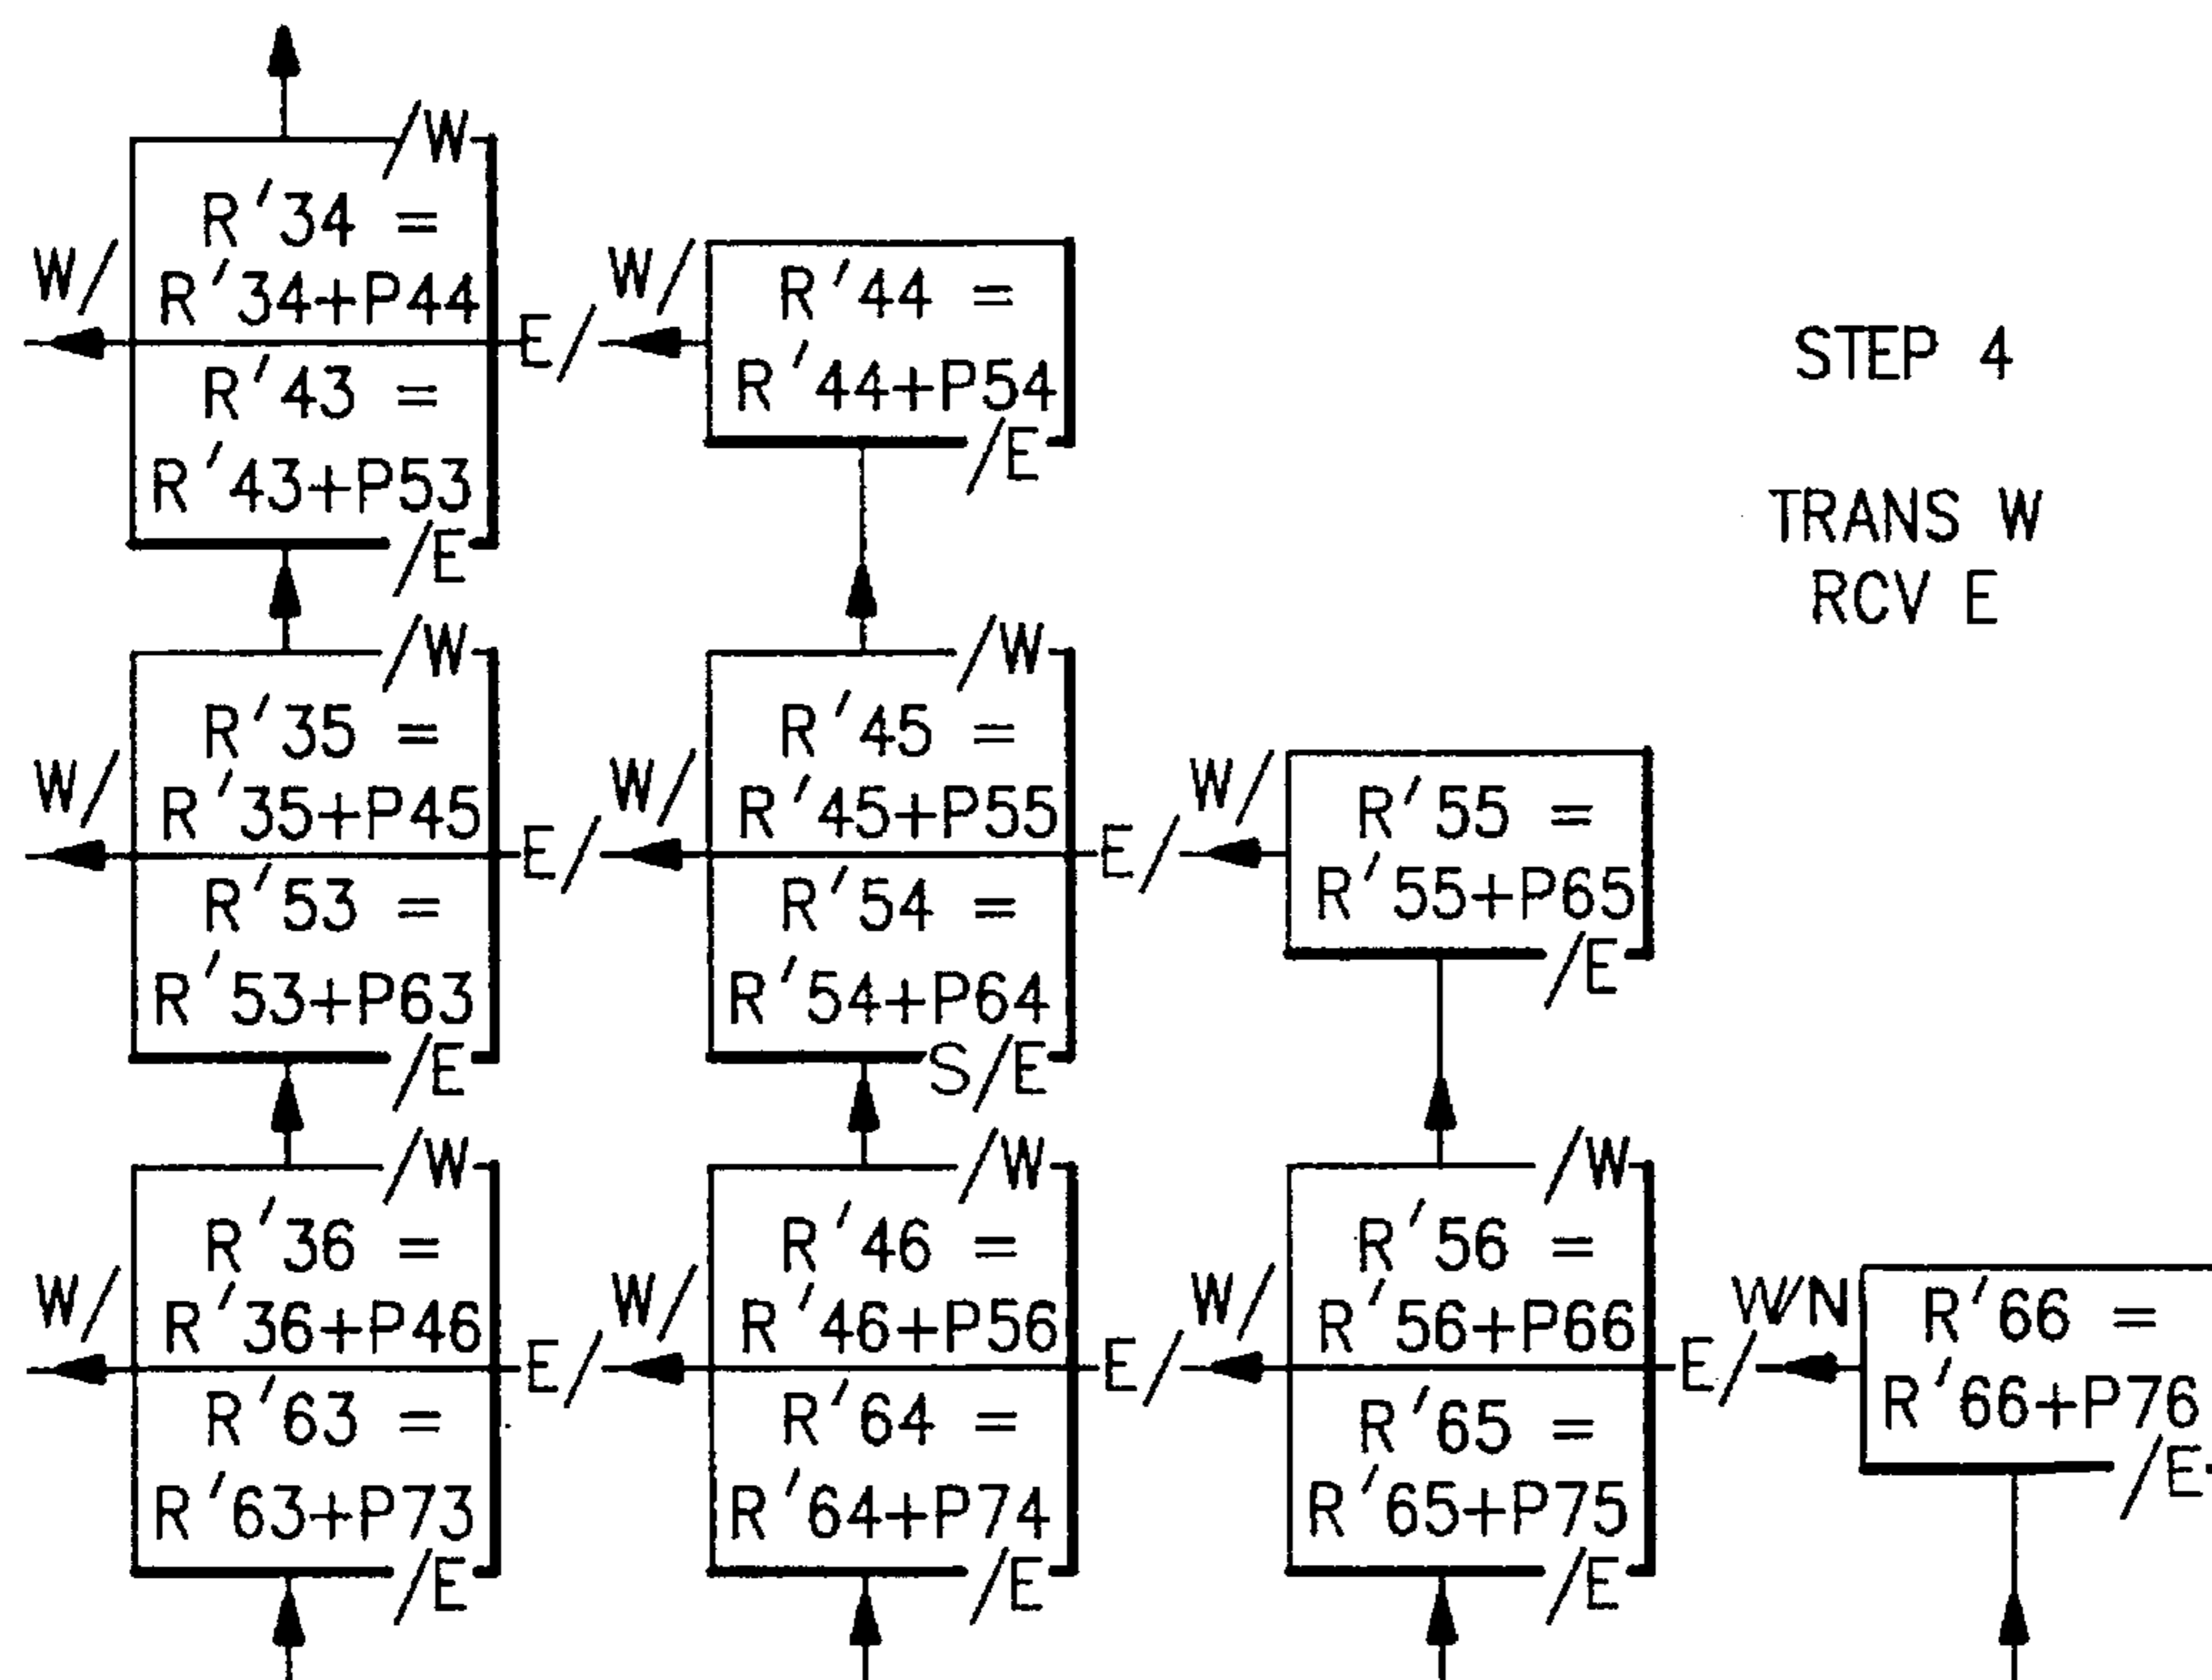 /W
R'34 =
W/
R'34+P44
E/
R'43 =
R'43+P53
/E
W/
R'44 =
R'44+P54
/E
STEP 4
TRANS W
RCV E
/W
R'35 =
W/
R'35+P45
E/
R'53 =
R'53+P63
/E
/W
R'45 =
W/
R'45+P55
E/
R'54 =
R'54+P64
S/E
W/
R'55 =
R'55+P65
/E
/W
R'36 =
W/
R'36+P46
E/
R'63 =
R'63+P73
/E
/W
R'46 =
W/
R'46+P56
E/
R'64 =
R'64+P74
/E
/W
R'56 =
W/
R'56+P66
E/
R'65 =
R'65+P75
/E
W/N
R'66 =
R'66+P76
/E